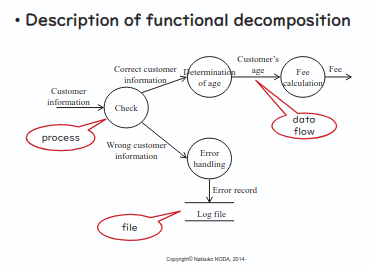 • Description of functional decomposition
Customer's
age
Correct customer
information
Determination
of age
Fee
calculation
Fee
Customer
information
Check
process
data
flow
Wrong customer
information
Error
handling
Error record
file
Log file
Copyright© Natsuko NODA, 2014-